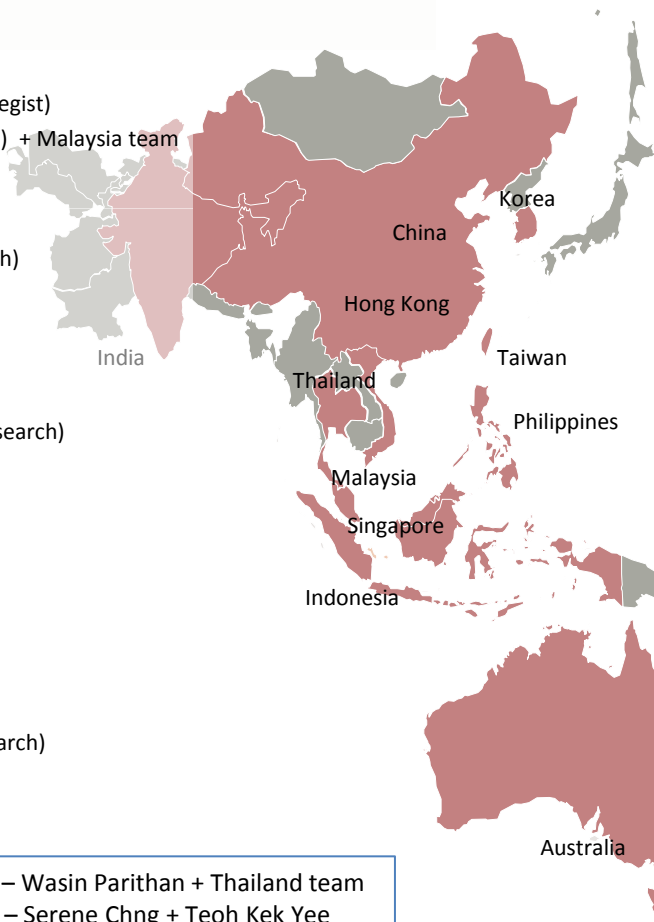 egist)
) + Malaysia team
Korea
China
h)
Hong Kong
India
Taiwan
Thailand
Philippines
search)
Malaysia
Singapore
Indonesia
arch)
Australia
– Wasin Parithan + Thailand team
– Serene Chng + Teoh Kek Yee